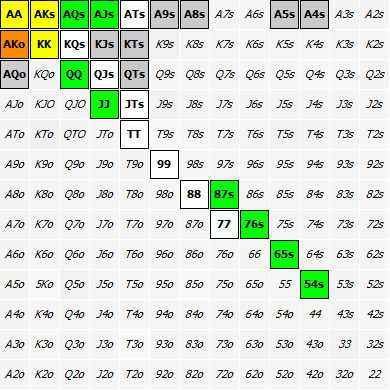 AA AKs AQs AJs ATs A9s A8s A7s A6s A5s A4s A3s A2s
AKo KK KQs KJs KTs K9s K8s K7s K6s K5s K4s K3s K2s
AQo KQo QQ QJs QTs Q9s Q8s Q7s Q6s Q5s Q4s Q3s Q2s
AJo KJO QJO JJ JTs J9s J8s J7s J6s J5s J4s J3s J2s
ATo KTo QTO JTo TT T9s T8s T7s T6s T5s T4s T3s T2s
A9o K9o Q9o J9o T9o 99 98s 97s 96s 95s 94s 93s 92s
A8o K8o Q8o J8o T8o 98o 88 87s 86s 85s 84s 83s 82s
A7o K7o Q7o J7o T7o 97o 87o 77 76s 75s 74s 73s 72s
A6o K6o Q6o J6o T6o 96o 86o 76o 66 65s 64s 63s 62s
A5o 5Ko Q5o J5o T5o 95o 85o 75o 65o 55 54s 53s 52s
A4o K4o Q4o J4o T4o 94o 84o 74o 64o 54o 44 43s 42s
A3o K3o Q3o J3o T3o 93o 83o 73o 63o 53o 43o 33 32s
A2o K2o Q2o J2o T2o 92o 82o 72o 62o 52o 42o 32o 22